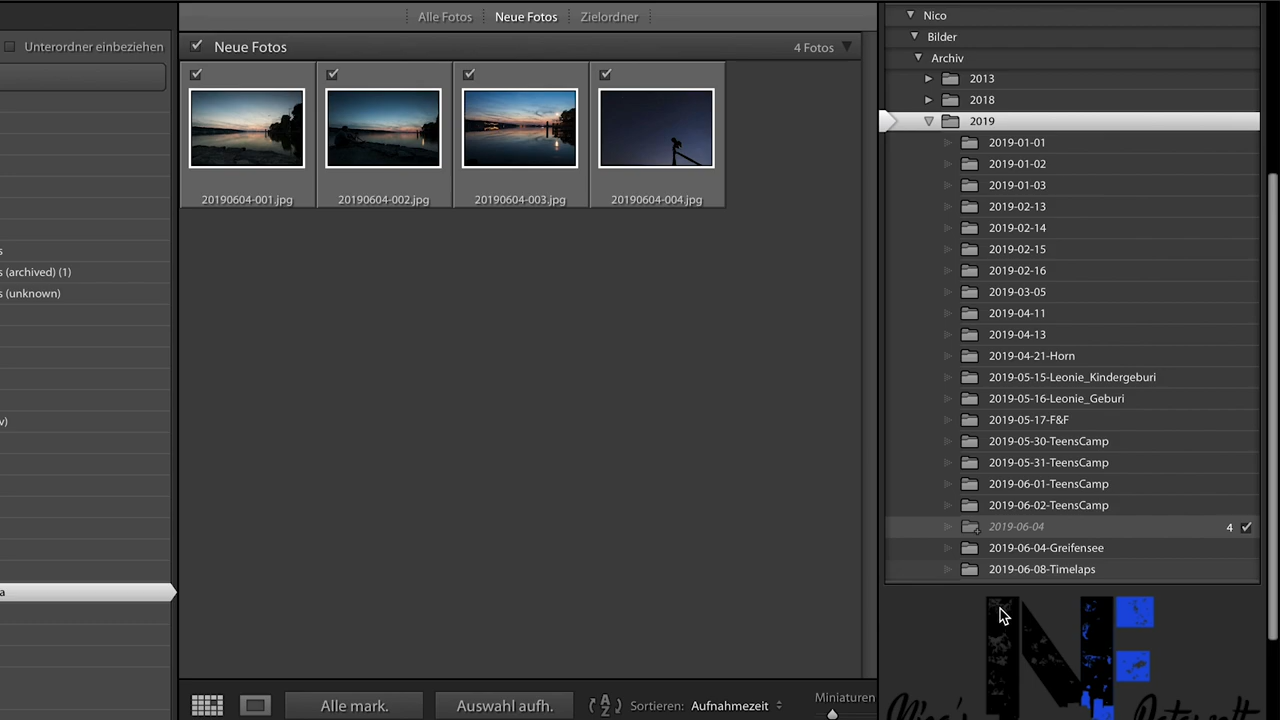 Unterordner einbeziehen
s
s (archived) (1)
s (unknown)
v)
a
Alle Fotos Neue Fotos Zielordner
Neue Fotos 4 Fotos
20190604-001.jpg 20190604-002.jpg 20190604-003.jpg 20190604-004.jpg
Alle mark. Auswahl aufh. Sortieren: Aufnahmezeit Miniaturen
Nico
Bilder
Archiv
2013
2018
2019
2019-01-01
2019-01-02
2019-01-03
2019-02-13
2019-02-14
2019-02-15
2019-02-16
2019-03-05
2019-04-11
2019-04-13
2019-04-21-Horn
2019-05-15-Leonie_Kindergeburi
2019-05-16-Leonie_Geburi
2019-05-17-F&F
2019-05-30-TeensCamp
2019-05-31-TeensCamp
2019-06-01-TeensCamp
2019-06-02-TeensCamp
2019-06-04 4
2019-06-04-Greifensee
2019-06-08-Timelaps